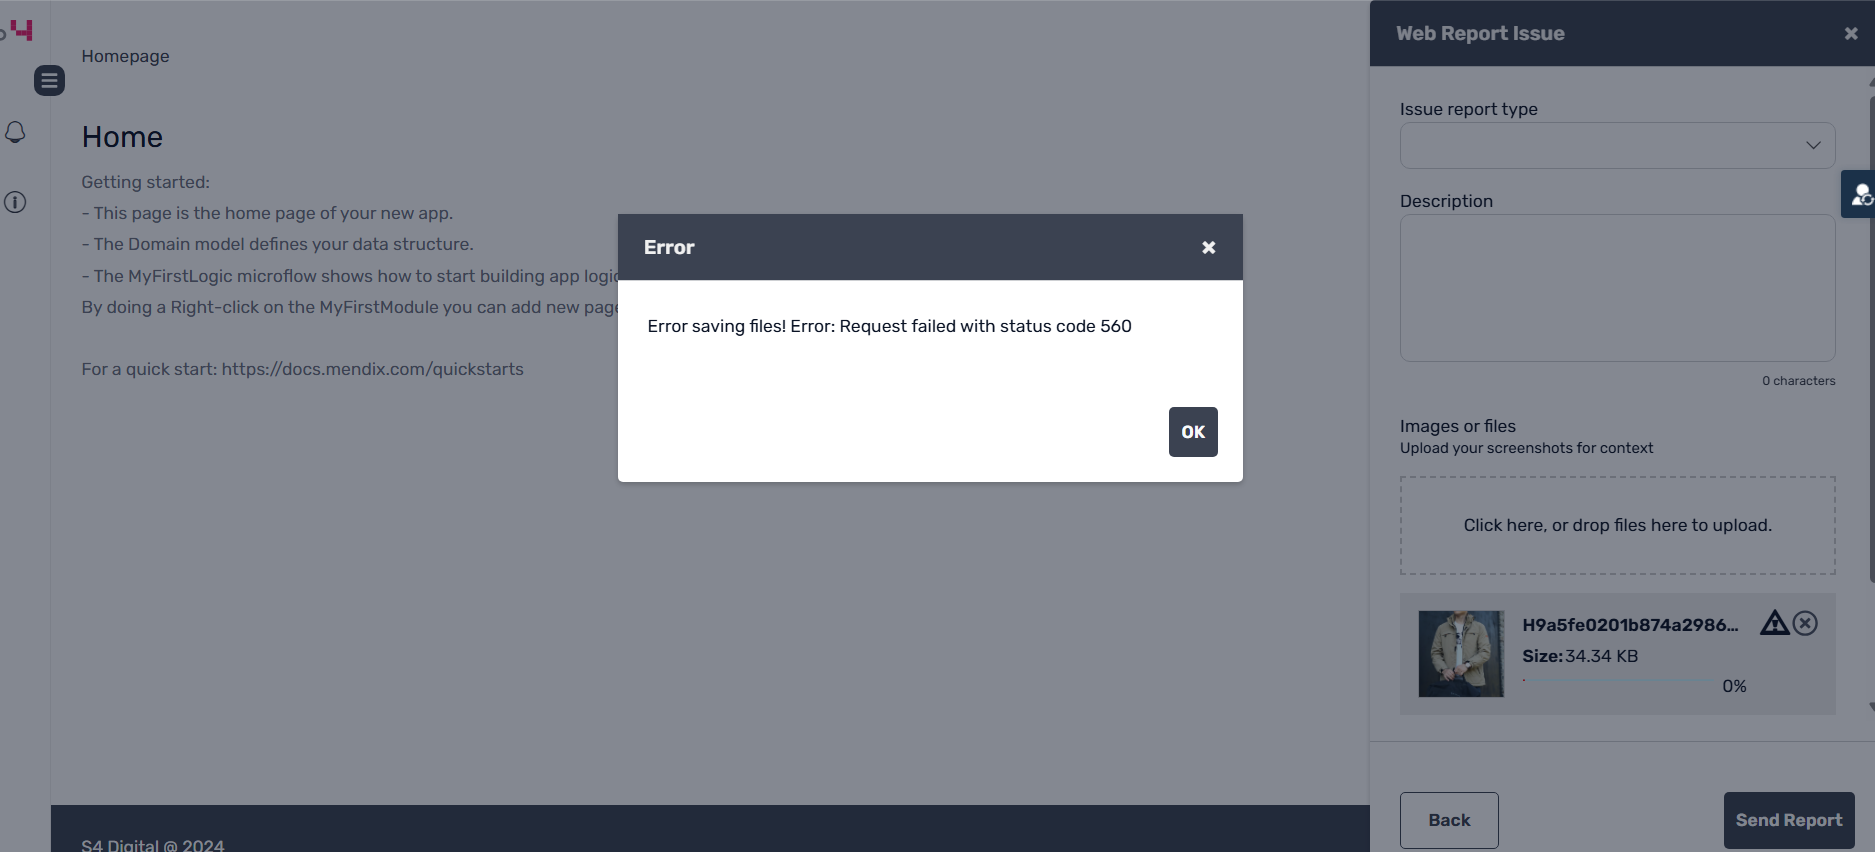 4
Homepage
Home
Getting started:
- This page is the home page of your new app.
- The Domain model defines your data structure.
- The MyFirstLogic microflow shows how to start building app logic
By doing a Right-click on the MyFirstModule you can add new page
For a quick start: https://docs.mendix.com/quickstarts
S4 Digital @ 2024
Error
Error saving files! Error: Request failed with status code 560
OK
Web Report Issue
Issue report type
Description
0 characters
Images or files
Upload your screenshots for context
Click here, or drop files here to upload.
H9a5fe0201b874a2986...
Size: 34.34 KB
0%
Back
Send Report